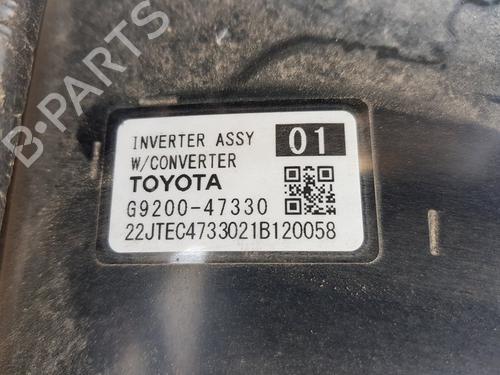 B-PARTS
INVERTER ASSY 01
W/CONVERTER
TOYOTA
G9200-47330
22JTEC4733021B120058